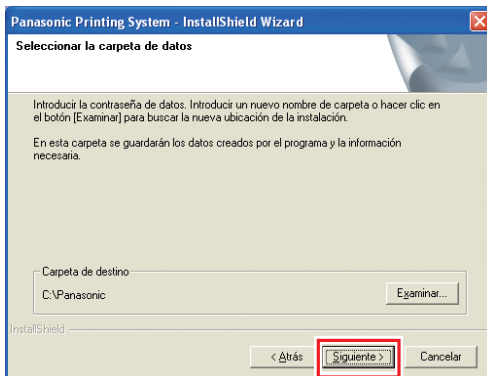 Panasonic Printing System - InstallShield Wizard
Seleccionar la carpeta de datos
Introducir la contraseña de datos. Introducir un nuevo nombre de carpeta o hacer clic en
el botón [Examinar] para buscar la nueva ubicación de la instalación.
En esta carpeta se guardarán los datos creados por el programa y la información
necesaria.
Carpeta de destino
C:\Panasonic
Examinar...
InstallShield
< Atrás
Siguiente >
Cancelar